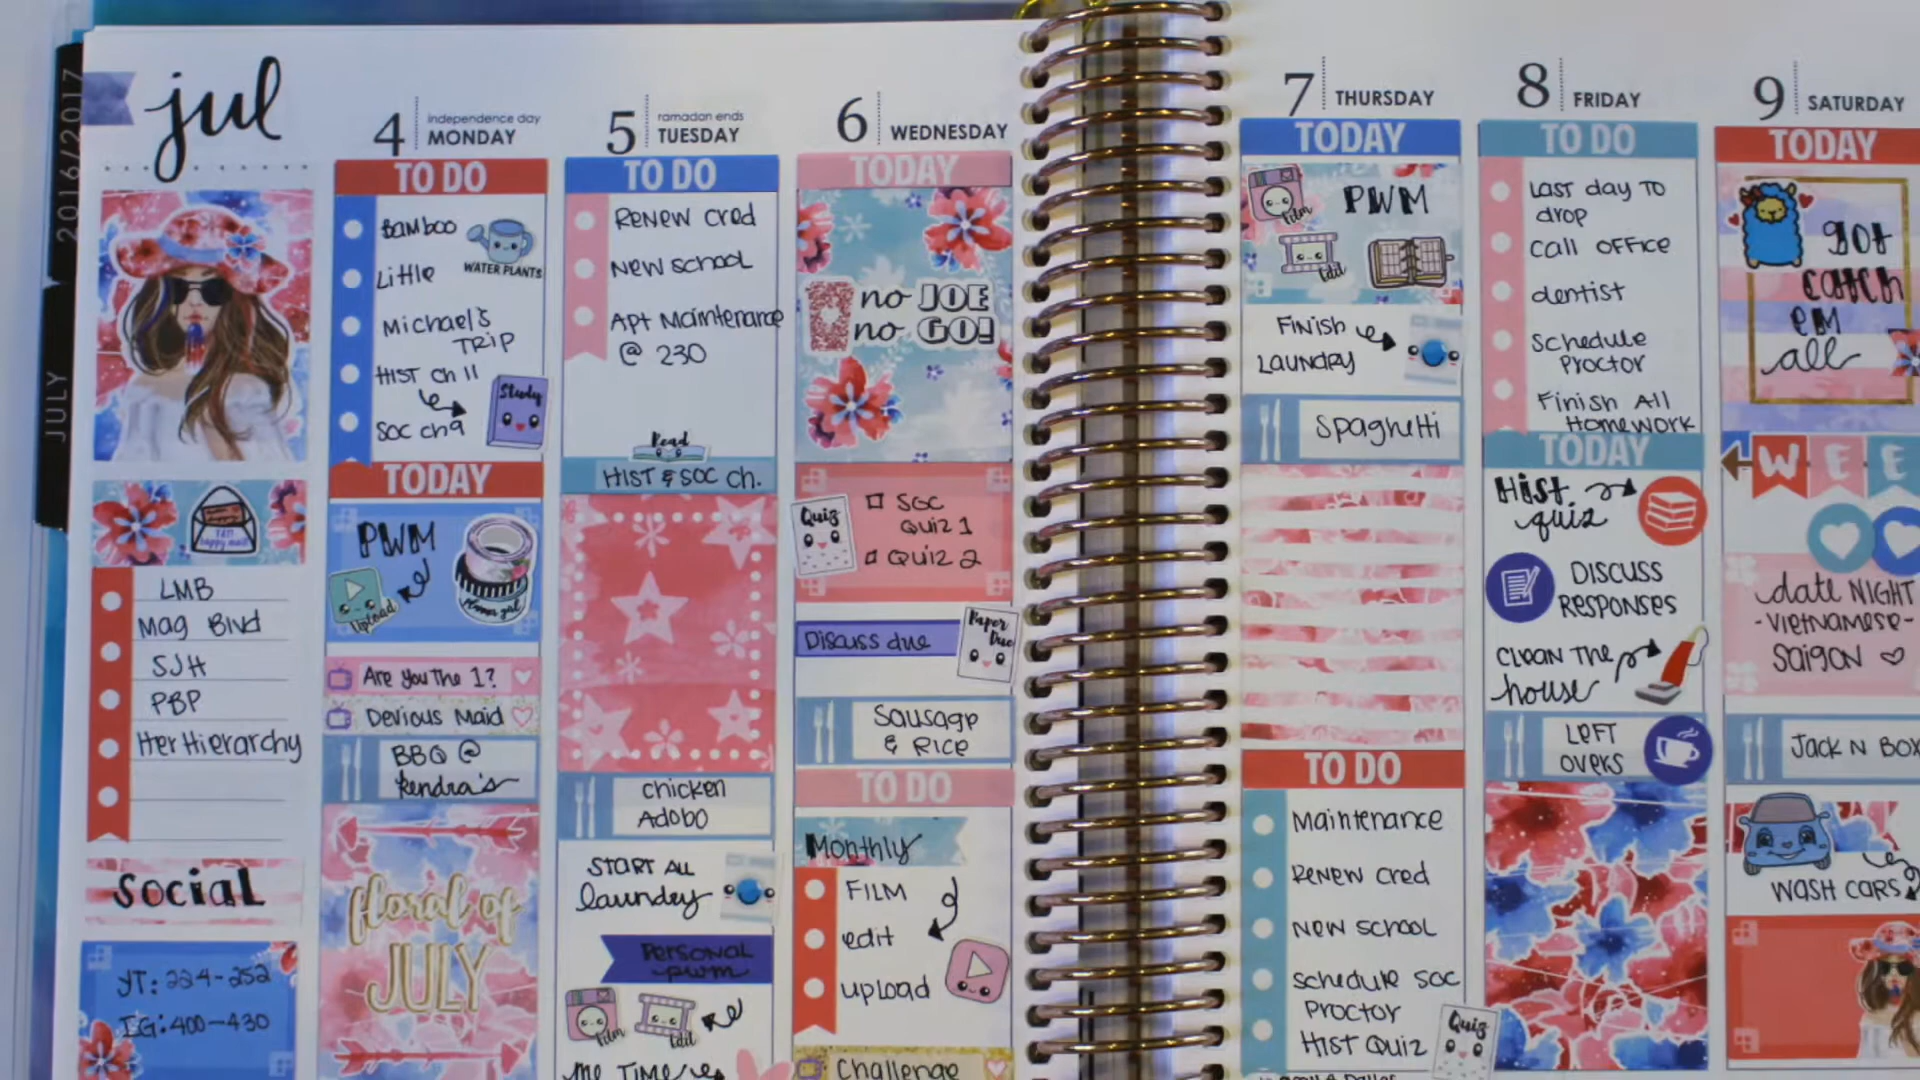 2016/2017
JULY
jul
Yay! happy mail!
LMB
Mag Blvd
SJH
PBP
HerHierarchy
Social
YT: 224-252
IG: 400-430
4
independence day
MONDAY
TO DO
Bamboo
WATER PLANTS
Little
Michael's
Trip
HIST ch 11
Study
Soc ch9
TODAY
PWM
Upload
Planner girl
Are you the 1?
Devious Maid
BBQ @
Kendra's
floral of
JULY
5
ramadan ends
TUESDAY
TO DO
Renew cred
New school
Apt Maintenance
@ 230
Read
HIST & SOC ch.
chicken
Adobo
START ALL
laundry
Personal
pwm
Film
Edit
Me Time
6
WEDNESDAY
TODAY
no JOE
no GO!
Quiz
Soc
Quiz 1
Quiz 2
Discuss due
Paper
Due
Sausage
& Rice
TO DO
Monthly
FILM
edit
upload
Challenge
7
THURSDAY
TODAY
PWM
Film
Edit
Finish
Laundry
Spaghetti
TO DO
Maintenance
Renew cred
New school
Schedule Soc
Proctor
Hist Quiz
Quiz
8
FRIDAY
TO DO
Last day to
drop
Call OFFice
dentist
Schedule
Proctor
Finish All
Homework
TODAY
Hist.
quiz
DISCUSS
RESPONSES
Clean the
house
Left
overs
9
SATURDAY
TODAY
got
catch
em
all
WEE
date NIGHT
-Vietnamese-
Saigon
Jack N Box
WASH CARS